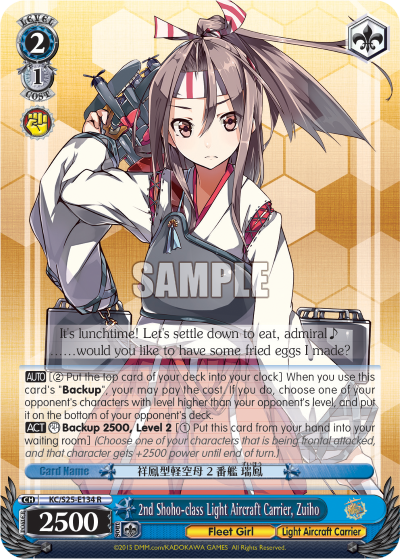 LEVEL
2
1
COST
SAMPLE
It's lunchtime! Let's settle down to eat, admiral♪
……would you like to have some fried eggs I made?
AUTO [② Put the top card of your deck into your clock] When you use this
card's "Backup", your may pay the cost. If you do, choose one of your
opponent's characters with level higher than your opponent's level, and put
it on the bottom of your opponent's deck.
ACT Backup 2500, Level 2 [① Put this card from your hand into your
waiting room] (Choose one of your characters that is being frontal attacked,
and that character gets +2500 power until end of turn.)
Card Name 祥鳳型軽空母2番艦 瑞鳳
CH KC/S25-E134 R
2nd Shoho-class Light Aircraft Carrier, Zuiho
2500
Fleet Girl
Light Aircraft Carrier
©2013 DMM.com/KADOKAWA GAMES All Rights Reserved.